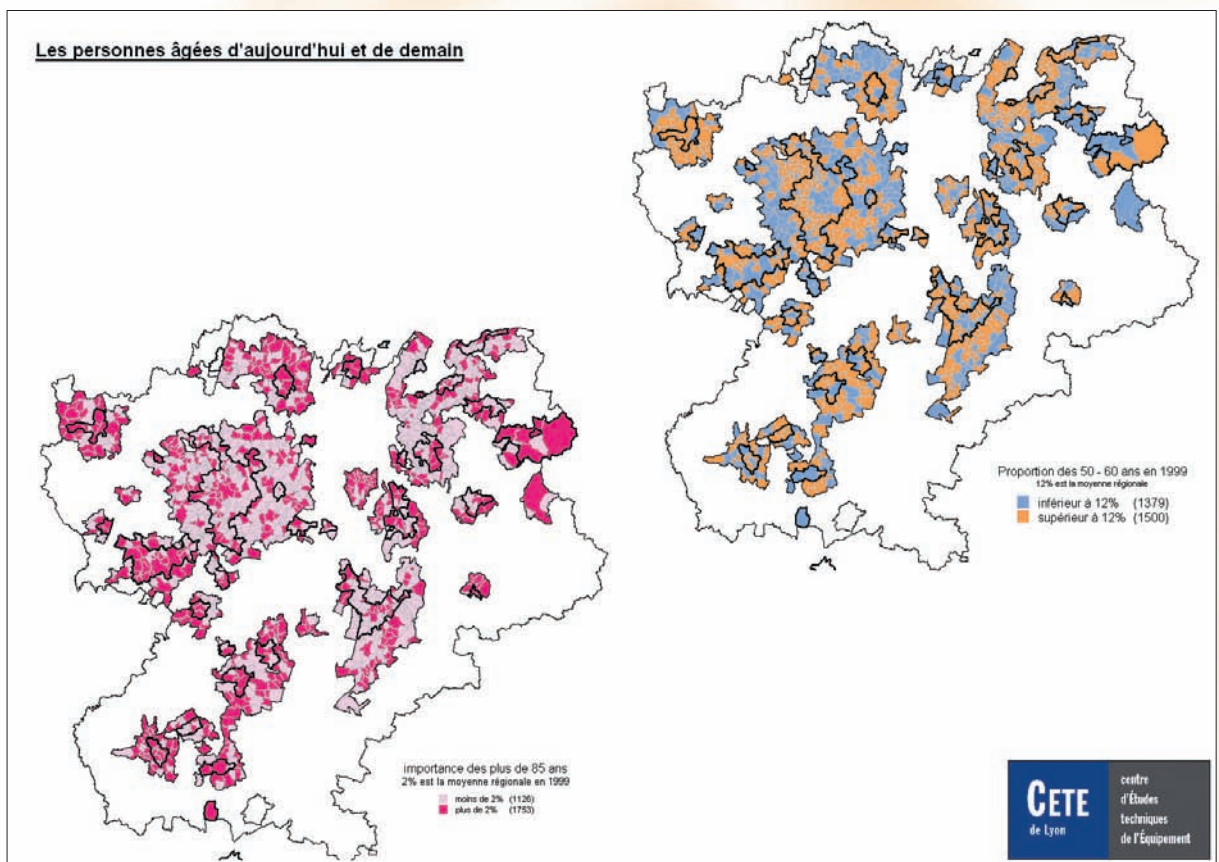 Les personnes âgées d'aujourd'hui et de demain
Proportion des 50 - 60 ans en 1999
12% est la moyenne régionale
inférieur à 12% (1379)
supérieur à 12% (1500)
importance des plus de 85 ans
2% est la moyenne régionale en 1999
moins de 2% (1126)
plus de 2% (1753)
CETE
de Lyon
centre
d'Études
techniques
de l'Équipement